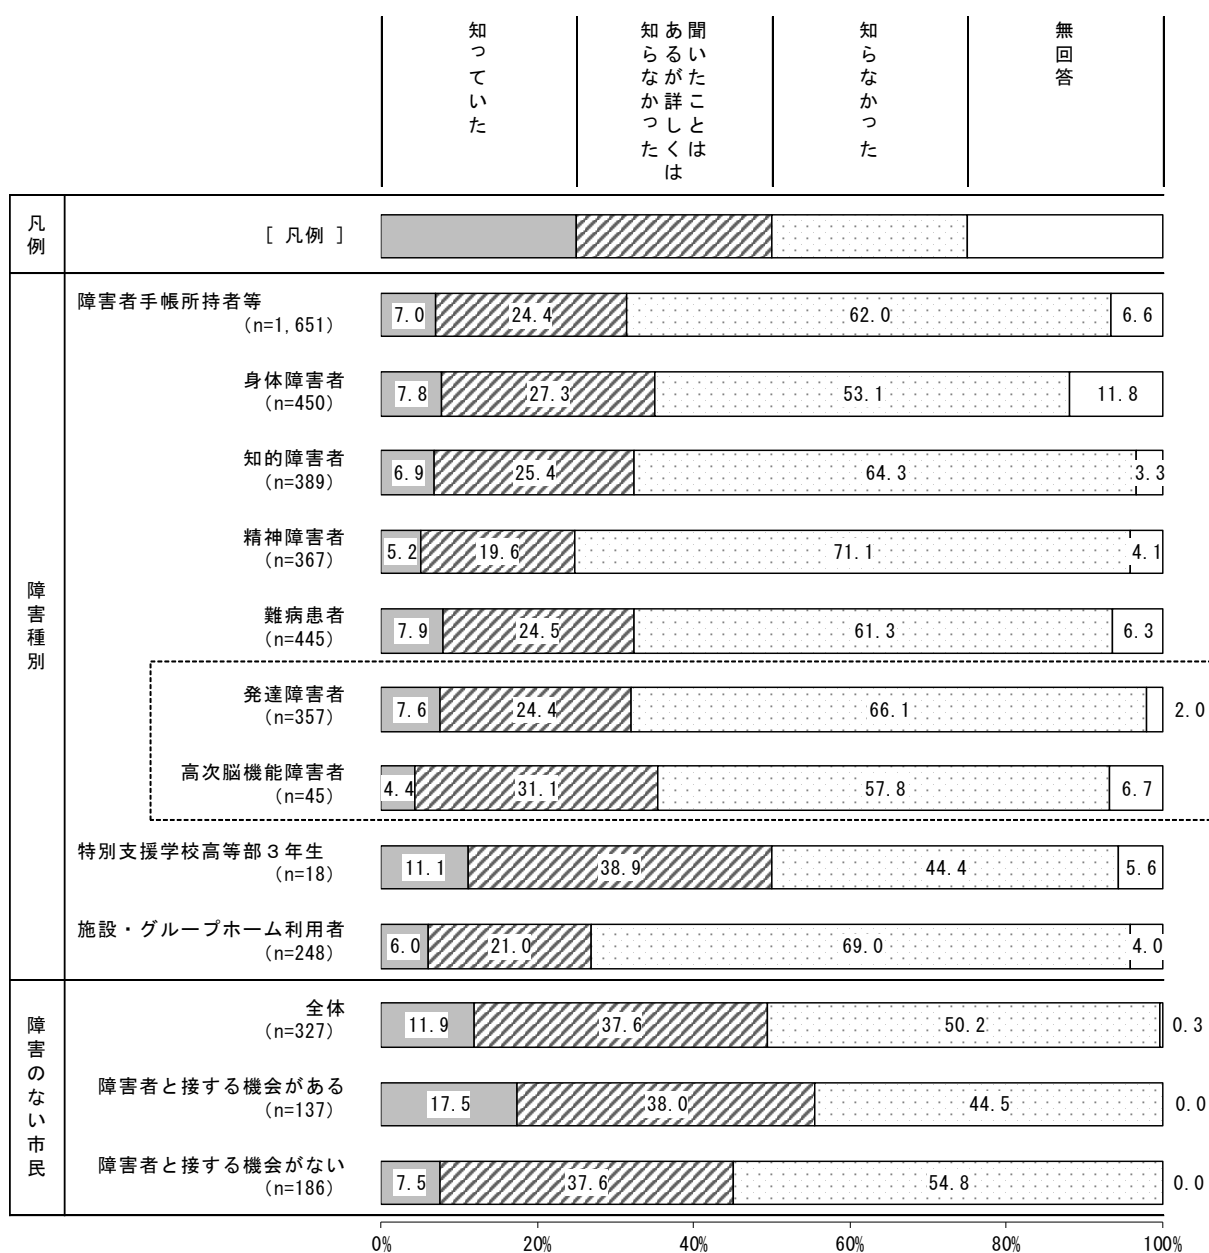 知っていた
聞いたことは
あるが詳しくは
知らなかった
知らなかった
無回答
凡例
[ 凡例 ]
障害種別
障害者手帳所持者等
(n=1,651)
7.0 24.4 62.0 6.6
身体障害者
(n=450)
7.8 27.3 53.1 11.8
知的障害者
(n=389)
6.9 25.4 64.3 3.3
精神障害者
(n=367)
5.2 19.6 71.1 4.1
難病患者
(n=445)
7.9 24.5 61.3 6.3
発達障害者
(n=357)
7.6 24.4 66.1 2.0
高次脳機能障害者
(n=45)
4.4 31.1 57.8 6.7
特別支援学校高等部3年生
(n=18)
11.1 38.9 44.4 5.6
施設・グループホーム利用者
(n=248)
6.0 21.0 69.0 4.0
障害のない市民
全体
(n=327)
11.9 37.6 50.2 0.3
障害者と接する機会がある
(n=137)
17.5 38.0 44.5 0.0
障害者と接する機会がない
(n=186)
7.5 37.6 54.8 0.0
0% 20% 40% 60% 80% 100%